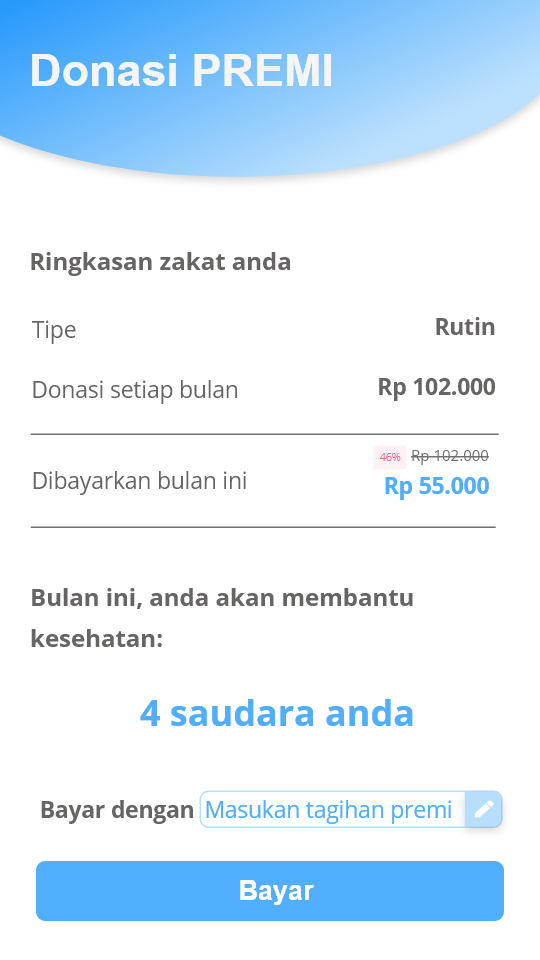 Donasi PREMI
Ringkasan zakat anda
Tipe Rutin
Donasi setiap bulan Rp 102.000
46% Rp 102.000
Dibayarkan bulan ini Rp 55.000
Bulan ini, anda akan membantu
kesehatan:
4 saudara anda
Bayar dengan Masukan tagihan premi
Bayar